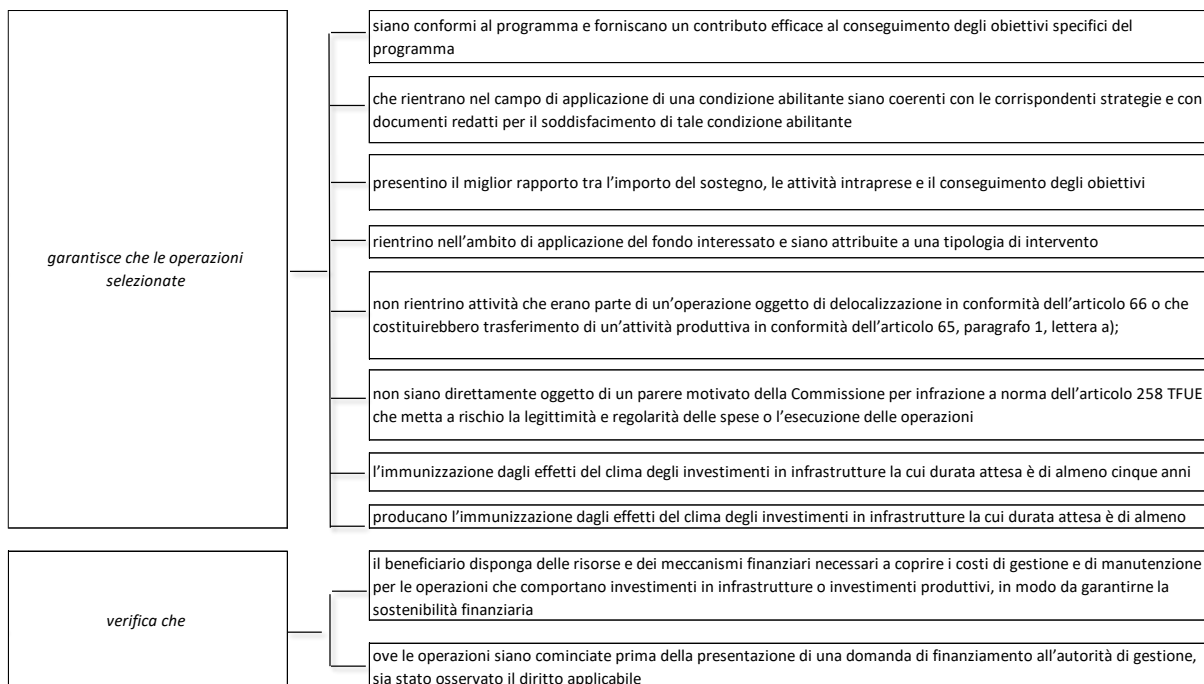 siano conformi al programma e forniscano un contributo efficace al conseguimento degli obiettivi specifici del
programma
che rientrano nel campo di applicazione di una condizione abilitante siano coerenti con le corrispondenti strategie e con
documenti redatti per il soddisfacimento di tale condizione abilitante
presentino il miglior rapporto tra l'importo del sostegno, le attività intraprese e il conseguimento degli obiettivi
garantisce che le operazioni
selezionate
rientrino nell'ambito di applicazione del fondo interessato e siano attribuite a una tipologia di intervento
non rientrino attività che erano parte di un'operazione oggetto di delocalizzazione in conformità dell'articolo 66 o che
costituirebbero trasferimento di un'attività produttiva in conformità dell'articolo 65, paragrafo 1, lettera a);
non siano direttamente oggetto di un parere motivato della Commissione per infrazione a norma dell'articolo 258 TFUE
che metta a rischio la legittimità e regolarità delle spese o l'esecuzione delle operazioni
l'immunizzazione dagli effetti del clima degli investimenti in infrastrutture la cui durata attesa è di almeno cinque anni
producano l'immunizzazione dagli effetti del clima degli investimenti in infrastrutture la cui durata attesa è di almeno
il beneficiario disponga delle risorse e dei meccanismi finanziari necessari a coprire i costi di gestione e di manutenzione
per le operazioni che comportano investimenti in infrastrutture o investimenti produttivi, in modo da garantirne la
sostenibilità finanziaria
verifica che
ove le operazioni siano cominciate prima della presentazione di una domanda di finanziamento all'autorità di gestione,
sia stato osservato il diritto applicabile